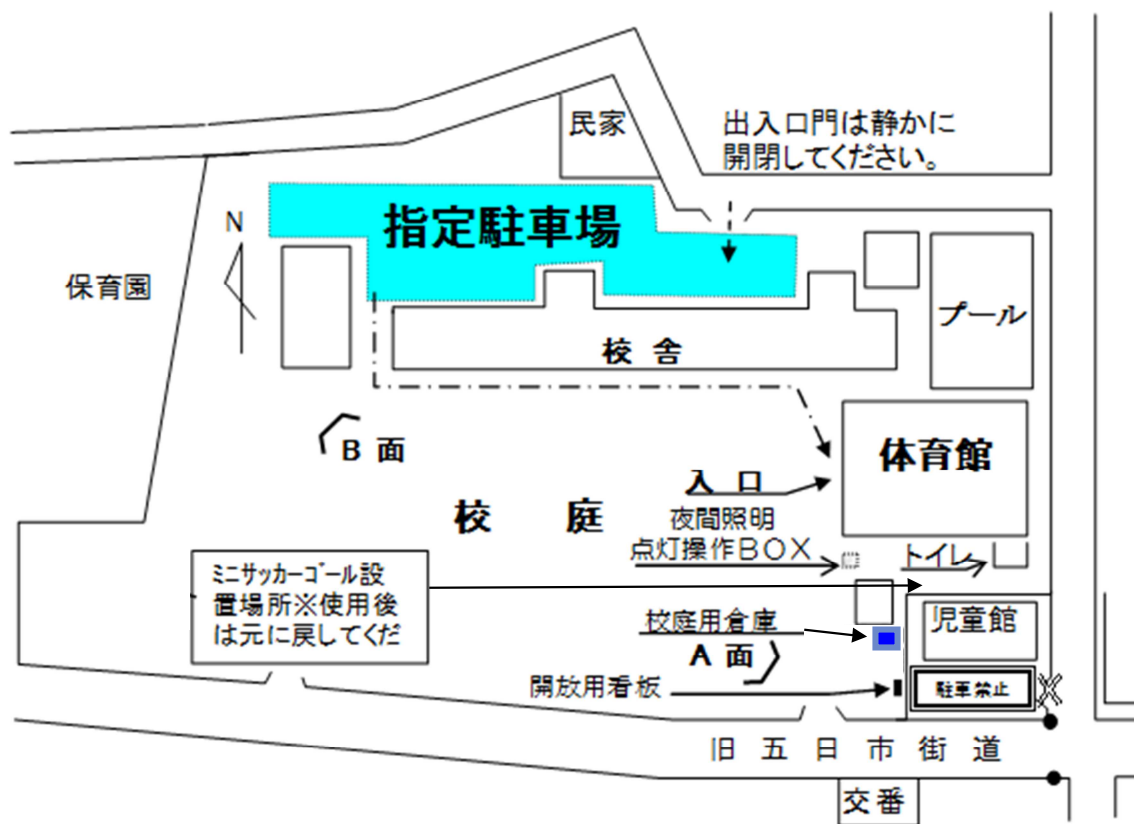 民家
出入口門は静かに
開閉してください。
指定駐車場
N
保育園
プール
校舎
B 面
体育館
入 口
校 庭
夜間照明
点灯操作BOX
トイレ
ミニサッカーゴール設
置場所※使用後
は元に戻してくだ
校庭用倉庫
児童館
A 面
開放用看板
駐車禁止
旧 五 日 市 街 道
交番